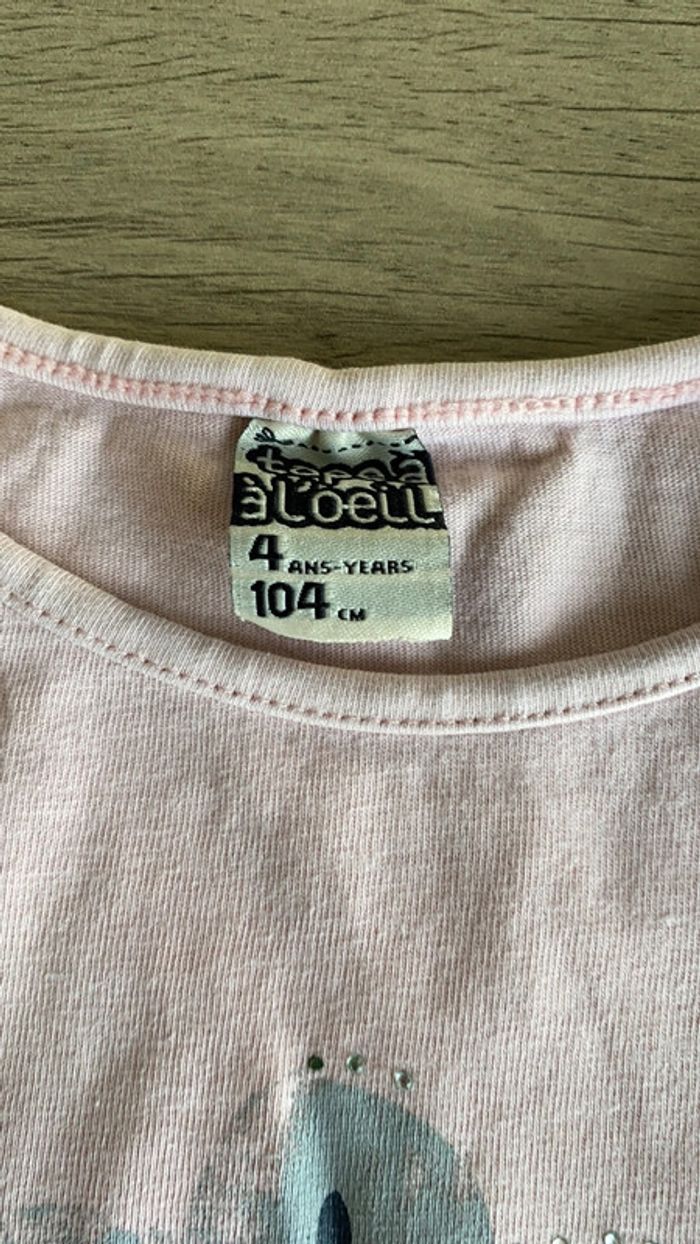 tape à
à l'oeil
4 ANS-YEARS
104 CM